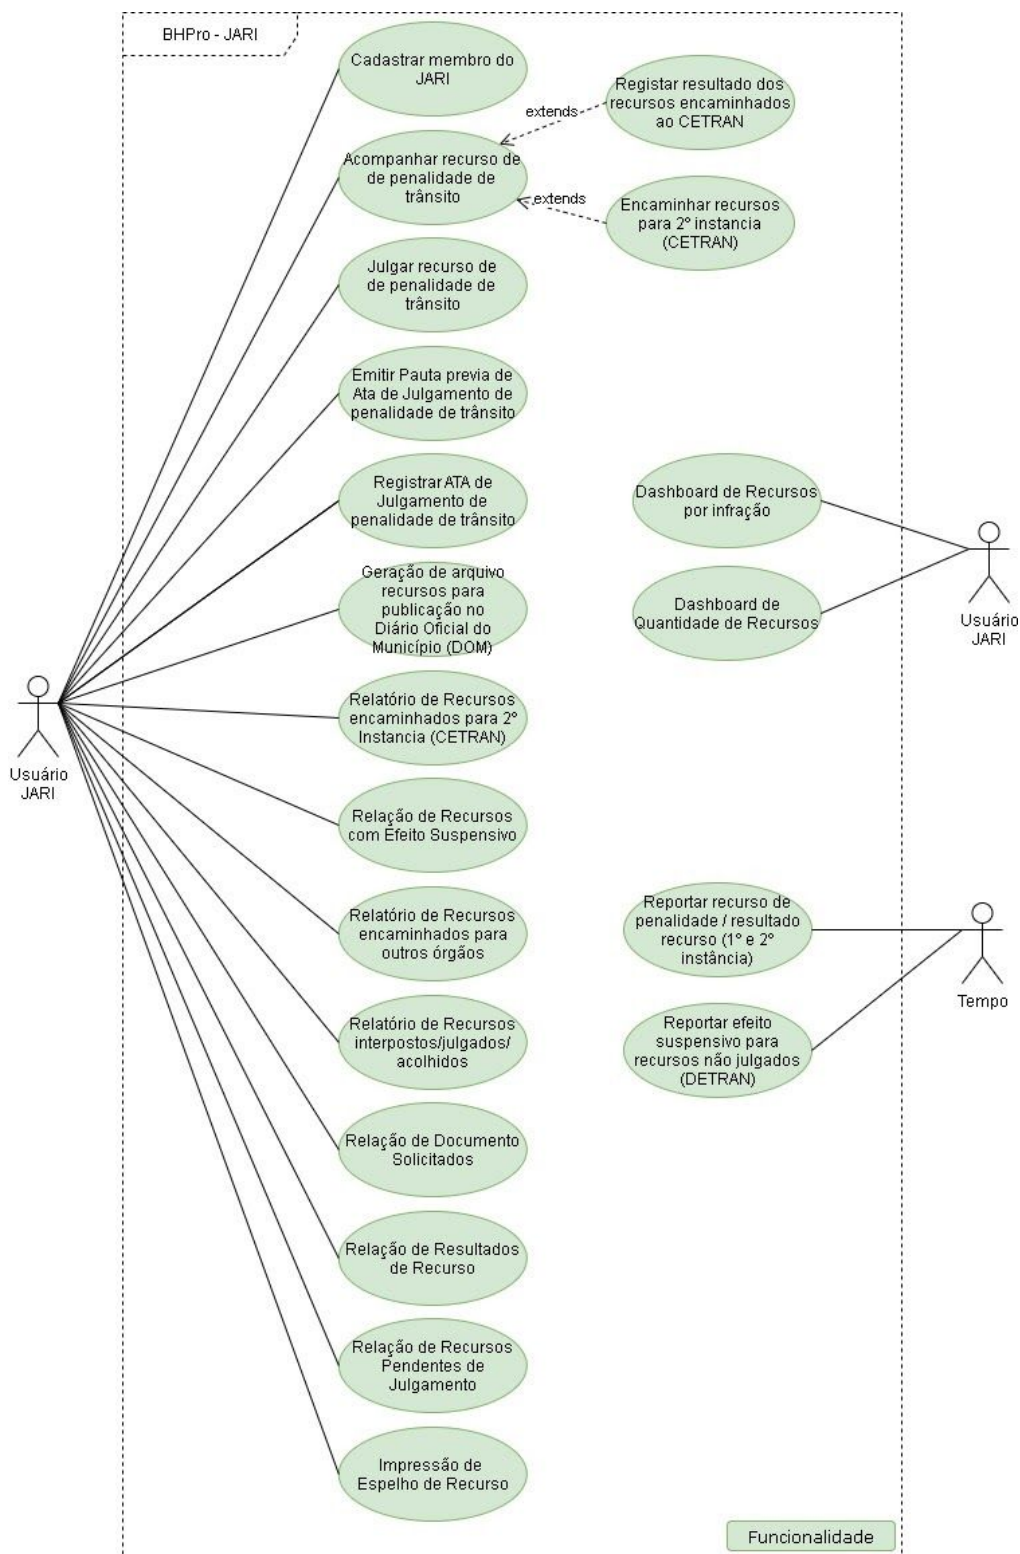 BHPro - JARI
Cadastrar membro do
JARI
Registar resultado dos
recursos encaminhados
ao CETRAN
extends
Acompanhar recurso de
de penalidade de
trânsito
extends
Encaminhar recursos
para 2º instancia
(CETRAN)
Julgar recurso de
de penalidade de
trânsito
Emitir Pauta previa de
Ata de Julgamento de
penalidade de trânsito
Registrar ATA de
Julgamento de
penalidade de trânsito
Dashboard de Recursos
por infração
Geração de arquivo
recursos para
publicação no
Diário Oficial do
Município (DOM)
Dashboard de
Quantidade de Recursos
Usuário
JARI
Relatório de Recursos
encaminhados para 2º
Instancia (CETRAN)
Usuário
JARI
Relação de Recursos
com Efeito Suspensivo
Relatório de Recursos
encaminhados para
outros órgãos
Reportar recurso de
penalidade / resultado
recurso (1º e 2º
instância)
Tempo
Relatório de Recursos
interpostos/julgados/
acolhidos
Reportar efeito
suspensivo para
recursos não julgados
(DETRAN)
Relação de Documento
Solicitados
Relação de Resultados
de Recurso
Relação de Recursos
Pendentes de
Julgamento
Impressão de
Espelho de Recurso
Funcionalidade